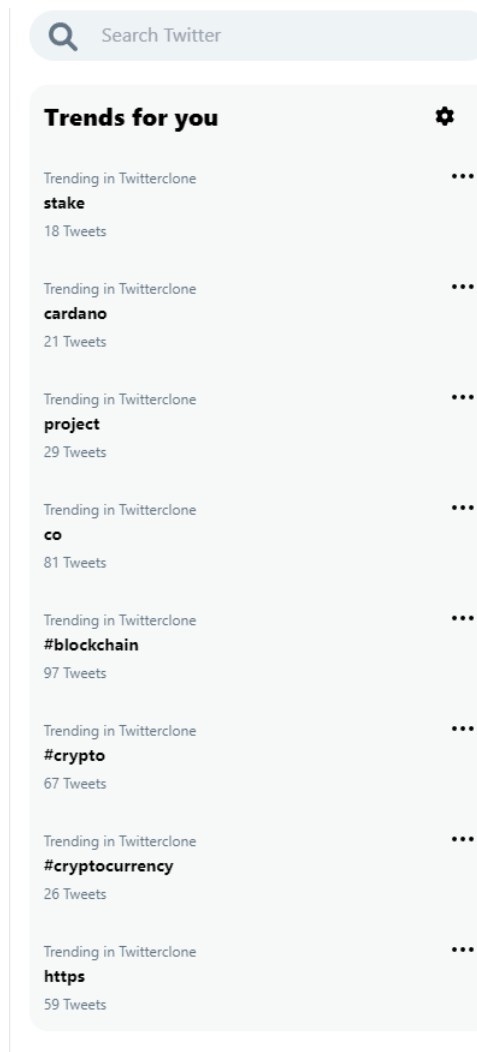 Search Twitter
Trends for you
Trending in Twitterclone
stake
18 Tweets
Trending in Twitterclone
cardano
21 Tweets
Trending in Twitterclone
project
29 Tweets
Trending in Twitterclone
co
81 Tweets
Trending in Twitterclone
#blockchain
97 Tweets
Trending in Twitterclone
#crypto
67 Tweets
Trending in Twitterclone
#cryptocurrency
26 Tweets
Trending in Twitterclone
https
59 Tweets